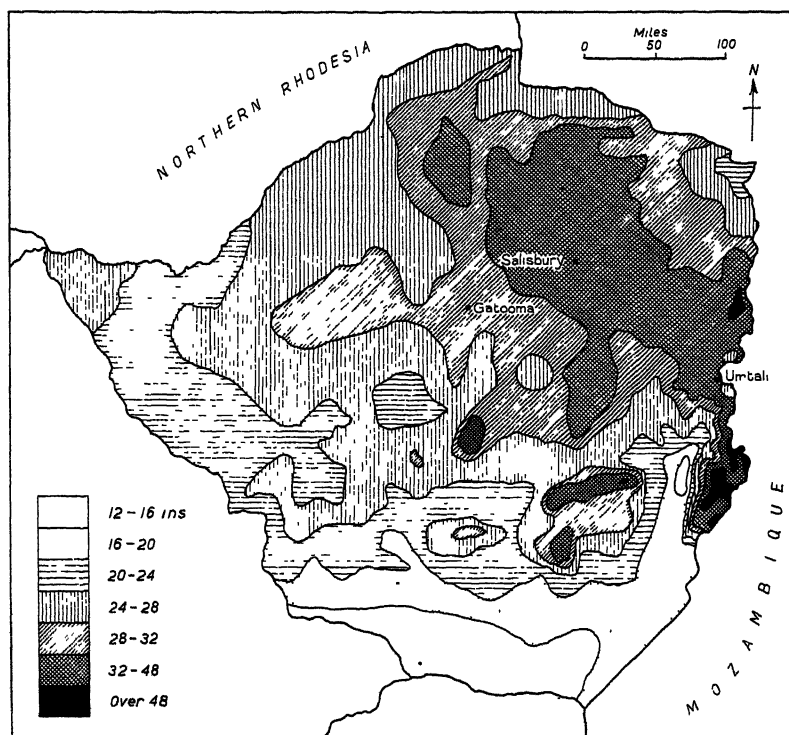 Miles
0 50 100
N
NORTHERN RHODESIA
Salisbury
Gatooma
Umtali
MOZAMBIQUE
12 – 16 ins
16 – 20
20 – 24
24 – 28
28 – 32
32 – 48
Over 48